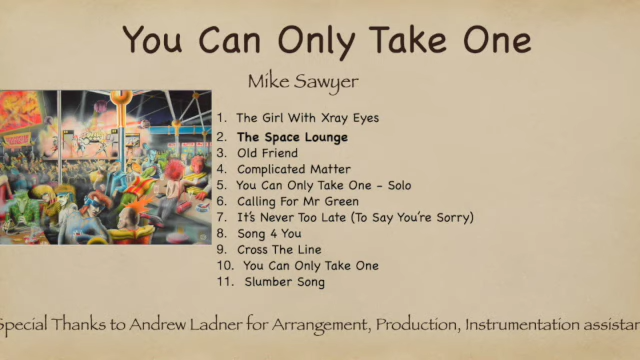 You Can Only Take One
Mike Sawyer
1. The Girl With Xray Eyes
2. The Space Lounge
3. Old Friend
4. Complicated Matter
5. You Can Only Take One - Solo
6. Calling For Mr Green
7. It's Never Too Late (To Say You're Sorry)
8. Song 4 You
9. Cross The Line
10. You Can Only Take One
11. Slumber Song
Special Thanks to Andrew Ladner for Arrangement, Production, Instrumentation assistan